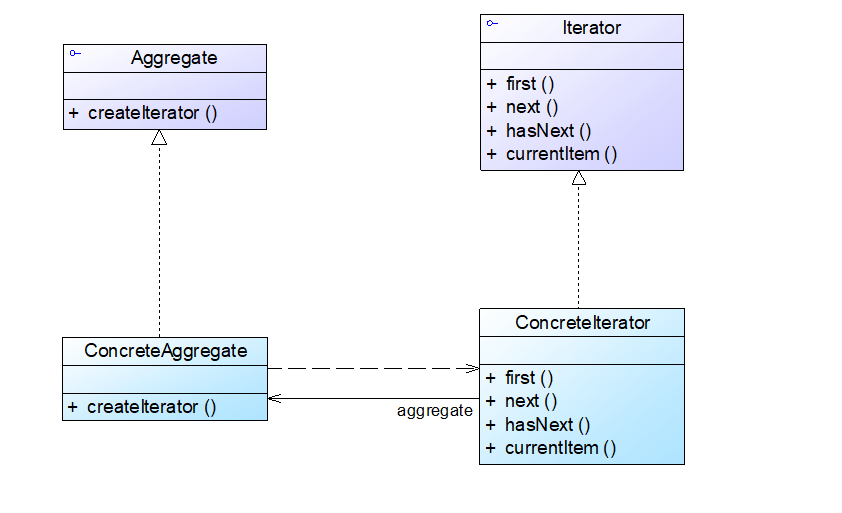 Aggregate
+ createIterator ()
Iterator
+ first ()
+ next ()
+ hasNext ()
+ currentItem ()
ConcreteAggregate
+ createIterator ()
aggregate
ConcreteIterator
+ first ()
+ next ()
+ hasNext ()
+ currentItem ()